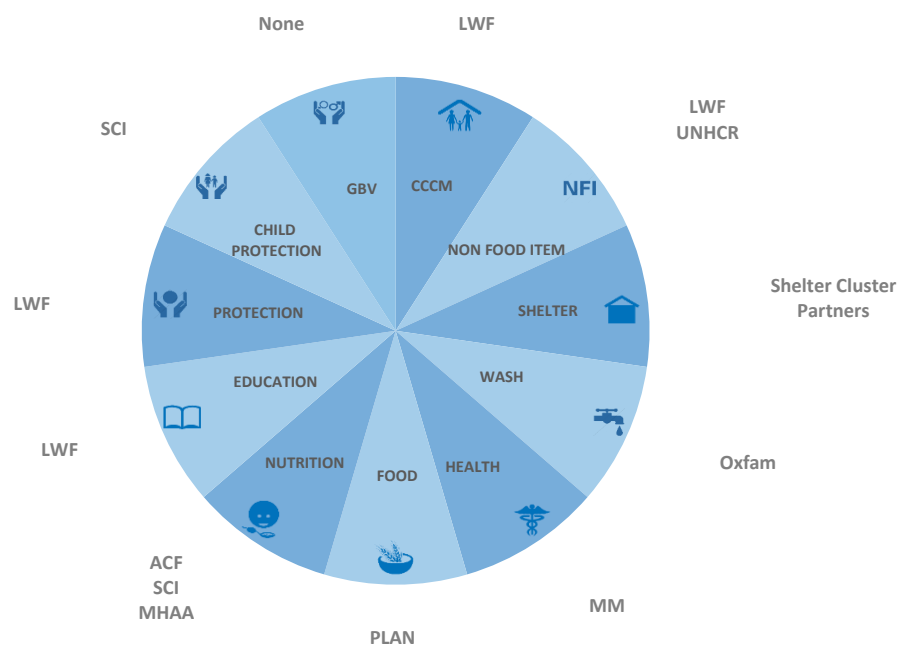 None
LWF
LWF
UNHCR
SCI
NFI
GBV
CCCM
CHILD
PROTECTION
NON FOOD ITEM
LWF
PROTECTION
SHELTER
Shelter Cluster
Partners
EDUCATION
WASH
LWF
NUTRITION
FOOD
HEALTH
Oxfam
ACF
SCI
MHAA
PLAN
MM